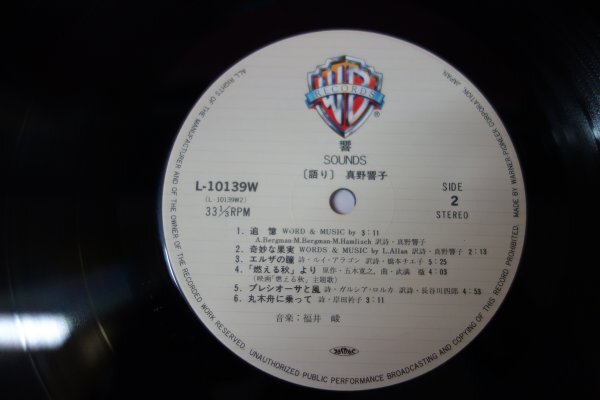 WB
RECORDS
®
響
SOUNDS
〔語り〕 真野響子
L-10139W
(L-10139W2)
33 1/3 RPM
SIDE
2
STEREO
1. 追 憶 WORD & MUSIC by 3:11
A.Bergman-M.Bergman-M.Hamlisch 訳詩・真野響子
2. 奇妙な果実 WORDS & MUSIC by L.Allan 訳詩・真野響子 2:13
3. エルザの瞳 詩・ルイ・アラゴン 訳詩・橋本千エ子 5:25
4. 「燃える秋」より 原作・五木寛之, 曲・武満 徹 4:03
(映画「燃える秋」主題歌)
5. プレシオーサと風 詩・ガルシア・ロルカ 訳詩・長谷川四郎 4:53
6. 丸木舟に乗って 詩・岸田衿子 3:11
音楽:福井 峻
ALL RIGHTS OF THE MANUFACTURER AND OF THE OWNER OF THE RECORDED WORK RESERVED. UNAUTHORIZED PUBLIC PERFORMANCE BROADCASTING AND COPYING OF THIS RECORD PROHIBITED. MADE BY WARNER-PIONEER CORPORATION, JAPAN